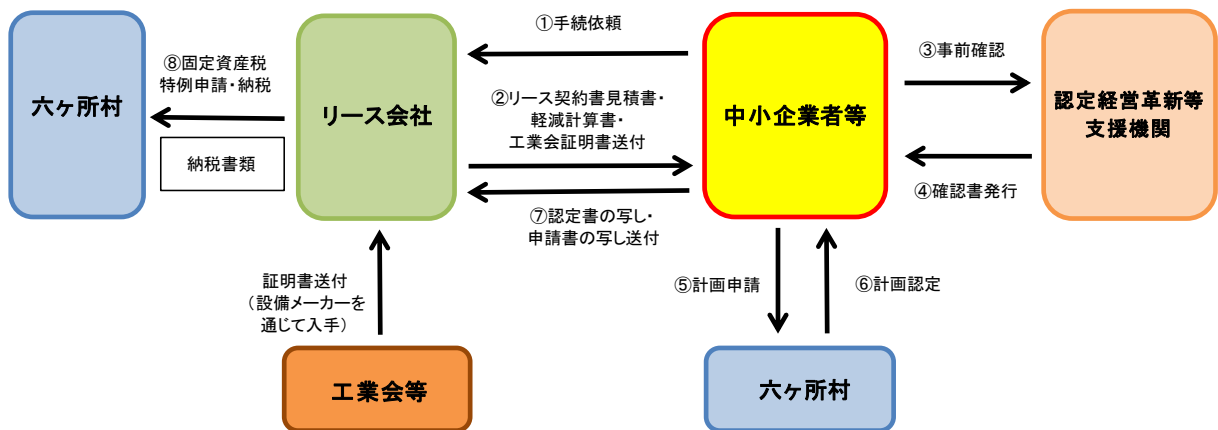 ①手続依頼
⑧固定資産税
特例申請・納税
③事前確認
六ヶ所村
リース会社
②リース契約書見積書・
軽減計算書・
工業会証明書送付
中小企業者等
認定経営革新等
支援機関
納税書類
④確認書発行
⑦認定書の写し・
申請書の写し送付
証明書送付
（設備メーカーを
通じて入手）
⑤計画申請
⑥計画認定
工業会等
六ヶ所村